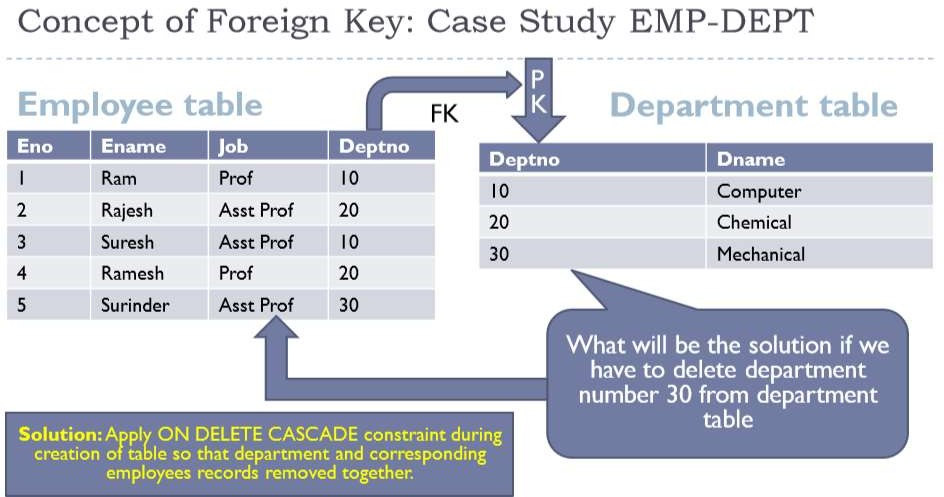 Concept of Foreign Key: Case Study EMP-DEPT
Employee table
FK
P
K
Department table
Eno Ename Job Deptno
1 Ram Prof 10
2 Rajesh Asst Prof 20
3 Suresh Asst Prof 10
4 Ramesh Prof 20
5 Surinder Asst Prof 30
Deptno Dname
10 Computer
20 Chemical
30 Mechanical
What will be the solution if we
have to delete department
number 30 from department
table
Solution: Apply ON DELETE CASCADE constraint during
creation of table so that department and corresponding
employees records removed together.